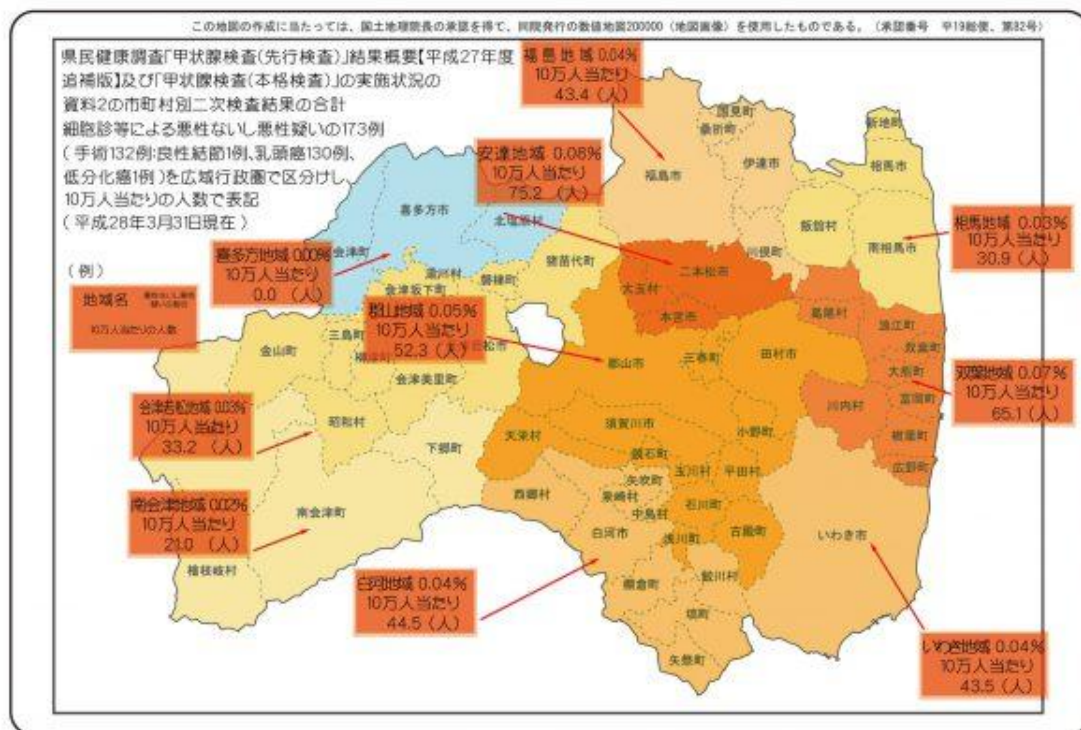 この地図の作成に当たっては、国土地理院長の承認を得て、同院発行の数値地図200000（地図画像）を使用したものである。（承認番号　平19総使、第82号）
県民健康調査「甲状腺検査(先行検査)」結果概要【平成27年度
追補版】及び「甲状腺検査(本格検査)」の実施状況の
資料2の市町村別二次検査結果の合計
細胞診等による悪性ないし悪性疑いの173例
(手術132例:良性結節1例、乳頭癌130例、
低分化癌1例)を広域行政圏で区分けし、
10万人当たりの人数で表記
(平成28年3月31日現在)
福島地域 0.04%
10万人当たり
43.4 (人)
安達地域 0.08%
10万人当たり
75.2 (人)
相馬地域 0.03%
10万人当たり
30.9 (人)
喜多方地域 0.00%
10万人当たり
0.0 (人)
(例)
地域名
悪性ないし悪性
疑いの割合
10万人当たりの人数
郡山地域 0.05%
10万人当たり
52.3 (人)
双葉地域 0.07%
10万人当たり
65.1 (人)
会津若松地域 0.03%
10万人当たり
33.2 (人)
南会津地域 0.02%
10万人当たり
21.0 (人)
白河地域 0.04%
10万人当たり
44.5 (人)
いわき地域 0.04%
10万人当たり
43.5 (人)
国見町
桑折町
新地町
伊達市
相馬市
福島市
喜多方市
北塩原村
飯舘村
南相馬市
川俣町
会津町
猪苗代町
湯川村
磐梯町
会津坂下町
二本松市
大玉村
本宮市
葛尾村
浪江町
双葉町
大熊町
富岡町
楢葉町
広野町
川内村
田村市
三春町
郡山市
三島町
柳津町
松市
金山町
会津美里町
昭和村
下郷町
天栄村
須賀川市
小野町
鏡石町
玉川村
平田村
矢吹町
西郷村
泉崎村
中島村
石川町
白河市
浅川町
古殿町
いわき市
南会津町
檜枝岐村
棚倉町
鮫川村
塙町
矢祭町